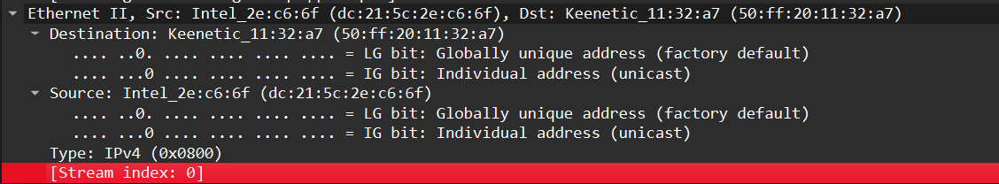 Ethernet II, Src: Intel_2e:c6:6f (dc:21:5c:2e:c6:6f), Dst: Keenetic_11:32:a7 (50:ff:20:11:32:a7)
Destination: Keenetic_11:32:a7 (50:ff:20:11:32:a7)
.... ..0. .... .... .... .... = LG bit: Globally unique address (factory default)
.... ...0 .... .... .... .... = IG bit: Individual address (unicast)
Source: Intel_2e:c6:6f (dc:21:5c:2e:c6:6f)
.... ..0. .... .... .... .... = LG bit: Globally unique address (factory default)
.... ...0 .... .... .... .... = IG bit: Individual address (unicast)
Type: IPv4 (0x0800)
[Stream index: 0]